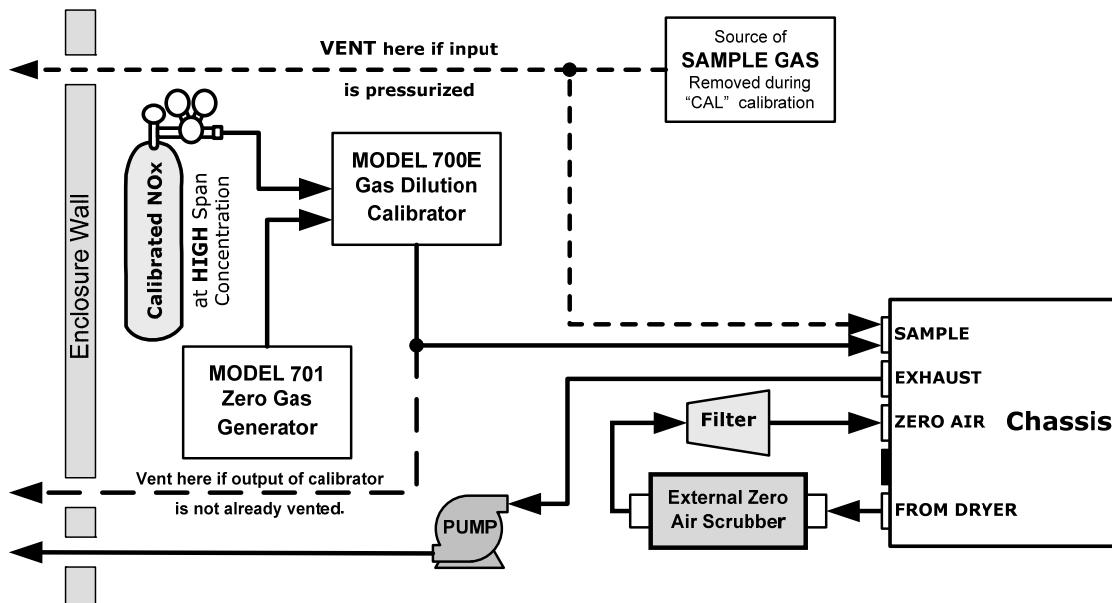 VENT here if input
is pressurized
Source of
SAMPLE GAS
Removed during
“CAL” calibration
Enclosure Wall
Calibrated NOx
at HIGH Span
Concentration
MODEL 700E
Gas Dilution
Calibrator
MODEL 701
Zero Gas
Generator
Vent here if output of calibrator
is not already vented.
PUMP
Filter
External Zero
Air Scrubber
SAMPLE
EXHAUST
ZERO AIR
FROM DRYER
Chassis